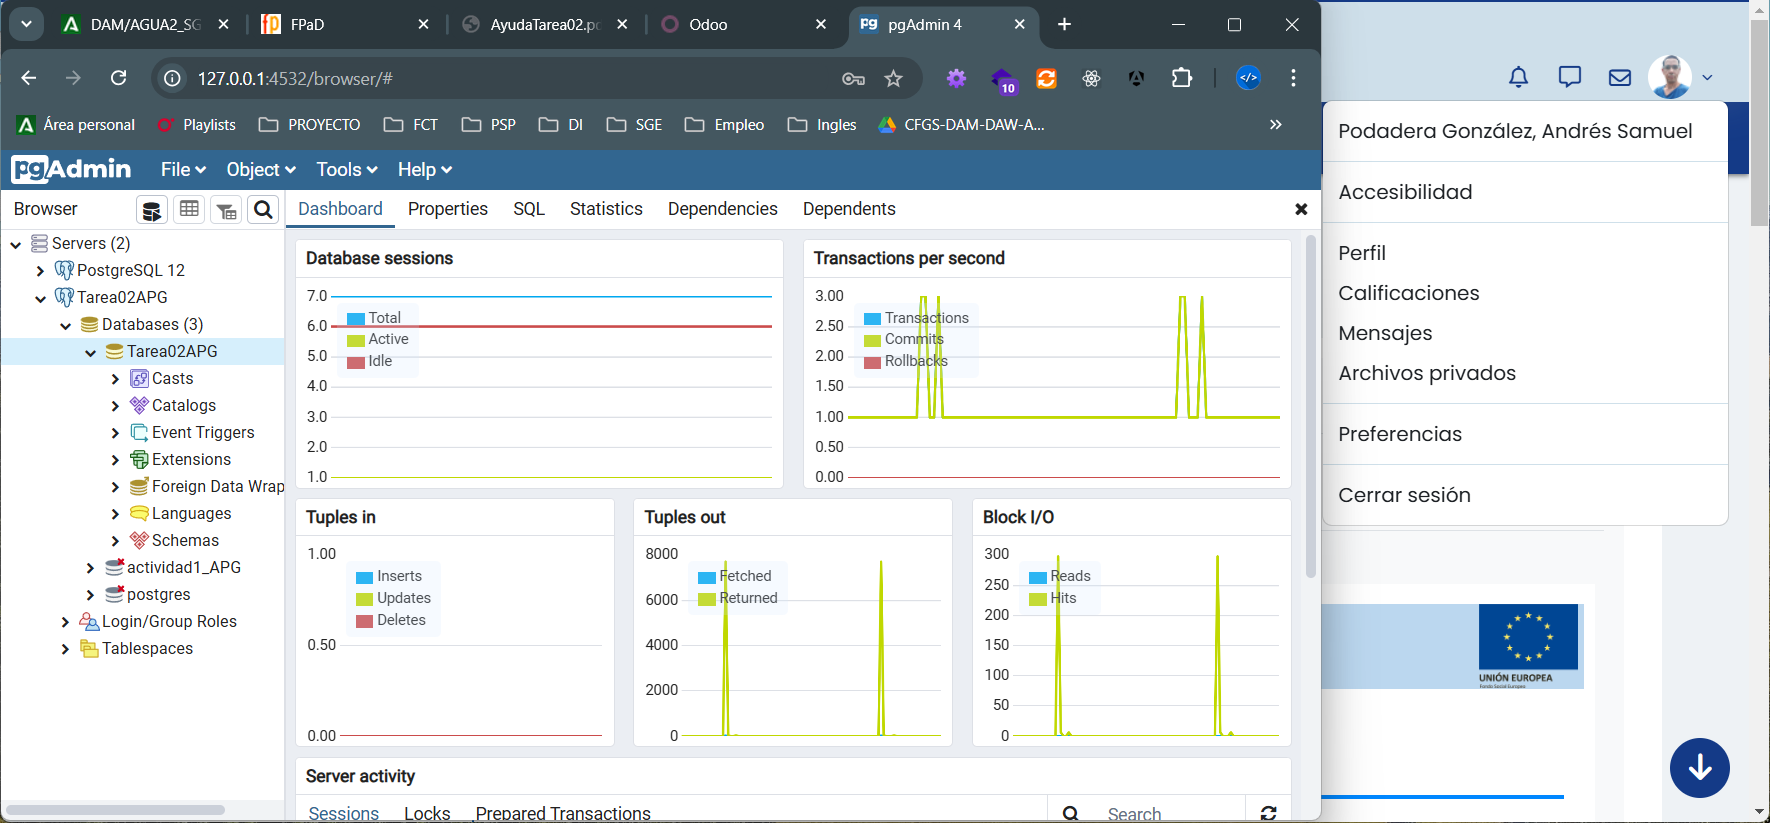 DAM/AGUA2_SG
FPaD
AyudaTarea02.pd
Odoo
pgAdmin 4
127.0.0.1:4532/browser/#
10
Área personal
Playlists
PROYECTO
FCT
PSP
DI
SGE
Empleo
Ingles
CFGS-DAM-DAW-A...
pgAdmin
File
Object
Tools
Help
Browser
Dashboard
Properties
SQL
Statistics
Dependencies
Dependents
Servers (2)
PostgreSQL 12
Tarea02APG
Databases (3)
Tarea02APG
Casts
Catalogs
Event Triggers
Extensions
Foreign Data Wrap
Languages
Schemas
actividad1_APG
postgres
Login/Group Roles
Tablespaces
Database sessions
7.0
6.0
5.0
4.0
3.0
2.0
1.0
Total
Active
Idle
Transactions per second
3.00
2.50
2.00
1.50
1.00
0.50
0.00
Transactions
Commits
Rollbacks
Tuples in
1.00
0.50
0.00
Inserts
Updates
Deletes
Tuples out
8000
6000
4000
2000
0
Fetched
Returned
Block I/O
300
250
200
150
100
50
0
Reads
Hits
Server activity
Sessions
Locks
Prepared Transactions
Search
Podadera González, Andrés Samuel
Accesibilidad
Perfil
Calificaciones
Mensajes
Archivos privados
Preferencias
Cerrar sesión
UNIÓN EUROPEA
Fondo Social Europeo